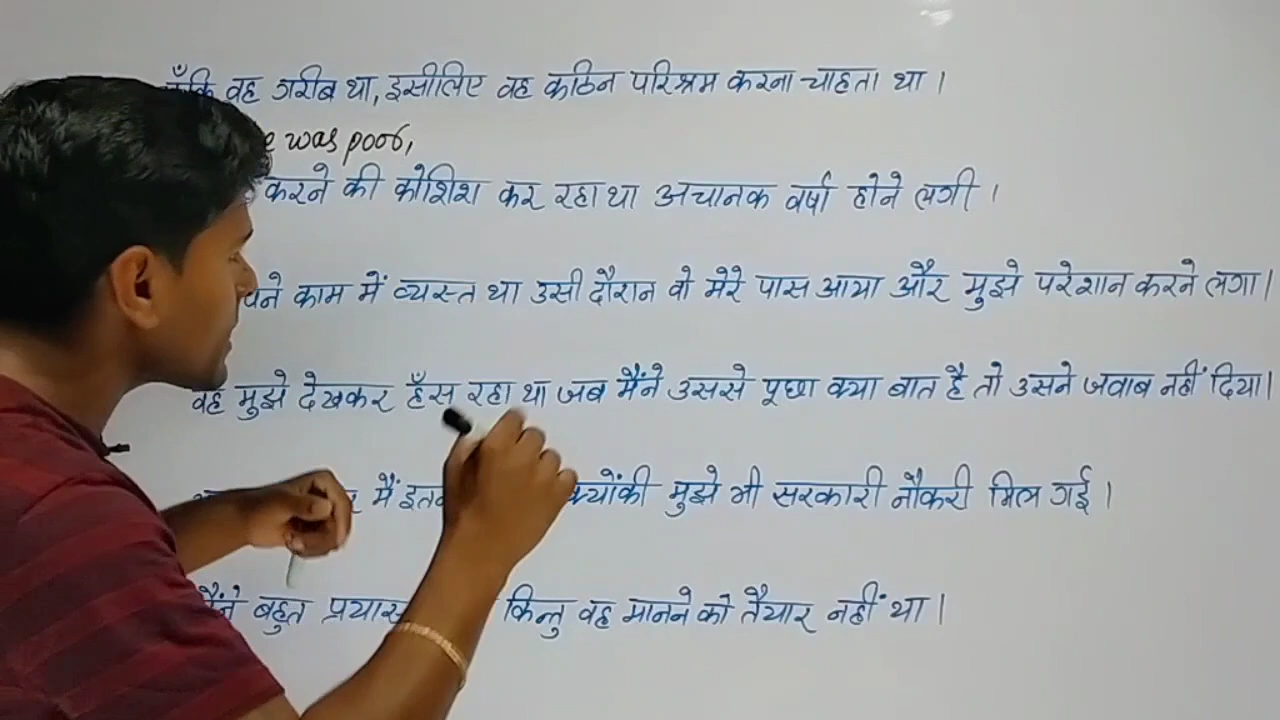 वह गरीब था, इसीलिए वह कठिन परिश्रम करना चाहता था।
was poor,
करने की कोशिश कर रहा था अचानक वर्षा होने लगी।
काम में व्यस्त था उसी दौरान वो मेरे पास आया और मुझे परेशान करने लगा।
वह मुझे देखकर हँस रहा था जब मैंने उससे पूछा क्या बात है तो उसने जवाब नहीं दिया।
मैं क्योंकी मुझे भी सरकारी नौकरी मिल गई।
मैंने बहुत प्रयास किन्तु वह मानने को तैयार नहीं था।